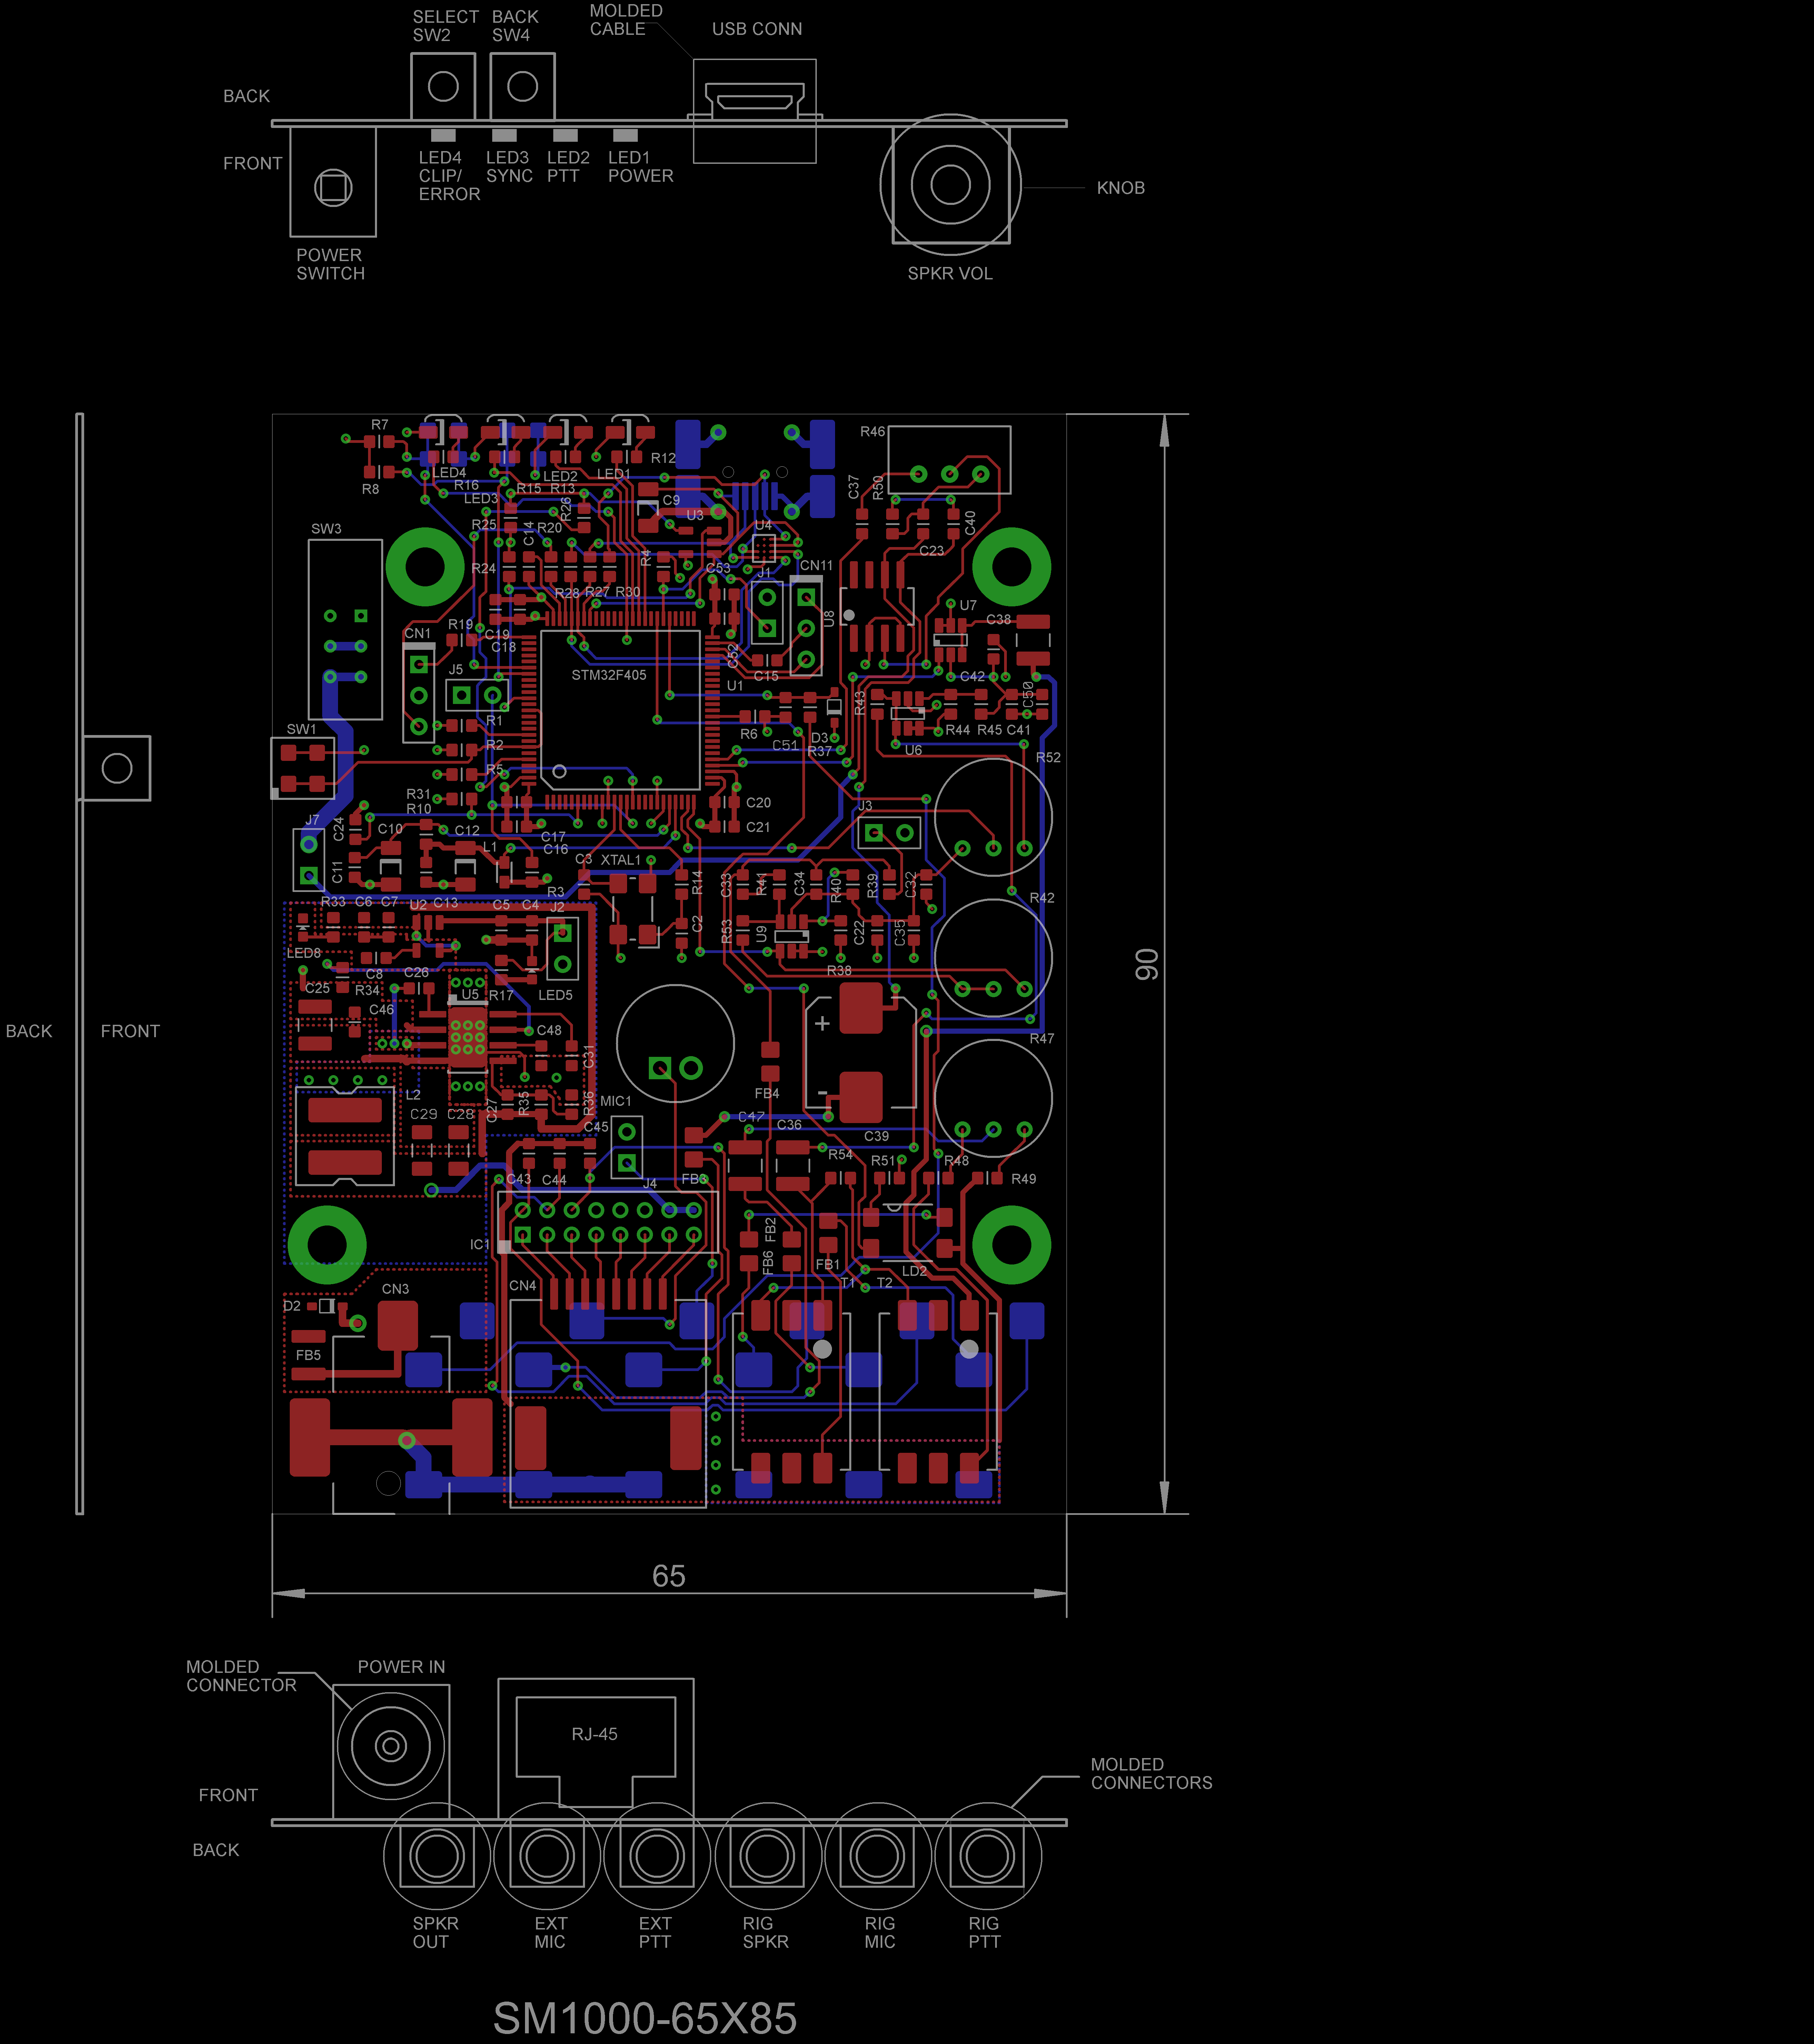 SELECT BACK
SW2 SW4
MOLDED
CABLE
USB CONN
BACK
FRONT
LED4 LED3 LED2 LED1
CLIP/ SYNC PTT POWER
ERROR
KNOB
POWER
SWITCH
SPKR VOL
R7
R46
R12
R8
LED4
LED2
LED1
R16
R15
R13
LED3
C9
C37
R50
C40
SW3
R25
C14
R20
R26
U3
U4
C23
R24
R4
C53
J1
CN11
R28
R27
R30
U8
U7
C38
CN1
R19
C19
C18
J5
STM32F405
C52
C15
U1
C42
SW1
R1
R2
R5
R6
C51
D3
R37
R43
U6
R44
R45
C41
C50
R52
R31
R10
J7
C24
C10
C12
L1
C17
C16
C20
C21
J3
C11
C3
XTAL1
R3
R14
C33
R41
C34
R40
R39
C32
R33
C6
C7
U2
C13
C5
C4
J2
C2
R53
U9
C22
C35
R42
LED8
C8
C26
R34
C25
C46
U5
R17
LED5
R38
C48
C31
+
-
R47
L2
C29
C28
C27
R35
R36
MIC1
C45
FB4
C47
C36
C39
C43
C44
J4
FB3
R54
R51
R48
R49
IC1
FB2
FB6
FB1
LD2
D2
CN3
CN4
T1
T2
FB5
90
BACK
FRONT
65
MOLDED
CONNECTOR
POWER IN
RJ-45
MOLDED
CONNECTORS
FRONT
BACK
SPKR EXT EXT RIG RIG RIG
OUT MIC PTT SPKR MIC PTT
SM1000-65X85